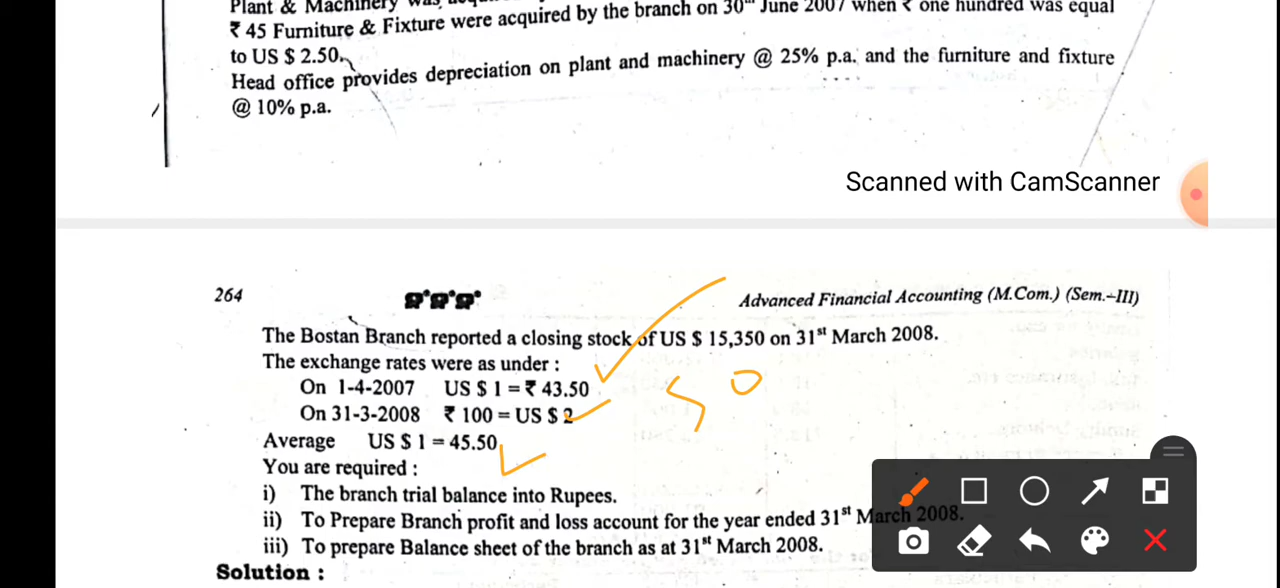 Plant & Machinery was
₹ 45 Furniture & Fixture were acquired by the branch on 30th June 2007 when ₹ one hundred was equal
to US $ 2.50.
Head office provides depreciation on plant and machinery @ 25% p.a. and the furniture and fixture
@ 10% p.a.
Scanned with CamScanner
264
Advanced Financial Accounting (M.Com.) (Sem.-III)
The Bostan Branch reported a closing stock of US $ 15,350 on 31st March 2008.
The exchange rates were as under :
On 1-4-2007 US $ 1 = ₹ 43.50
On 31-3-2008 ₹ 100 = US $ 2
50
Average US $ 1 = 45.50
You are required :
i) The branch trial balance into Rupees.
ii) To Prepare Branch profit and loss account for the year ended 31st March 2008.
iii) To prepare Balance sheet of the branch as at 31st March 2008.
Solution :